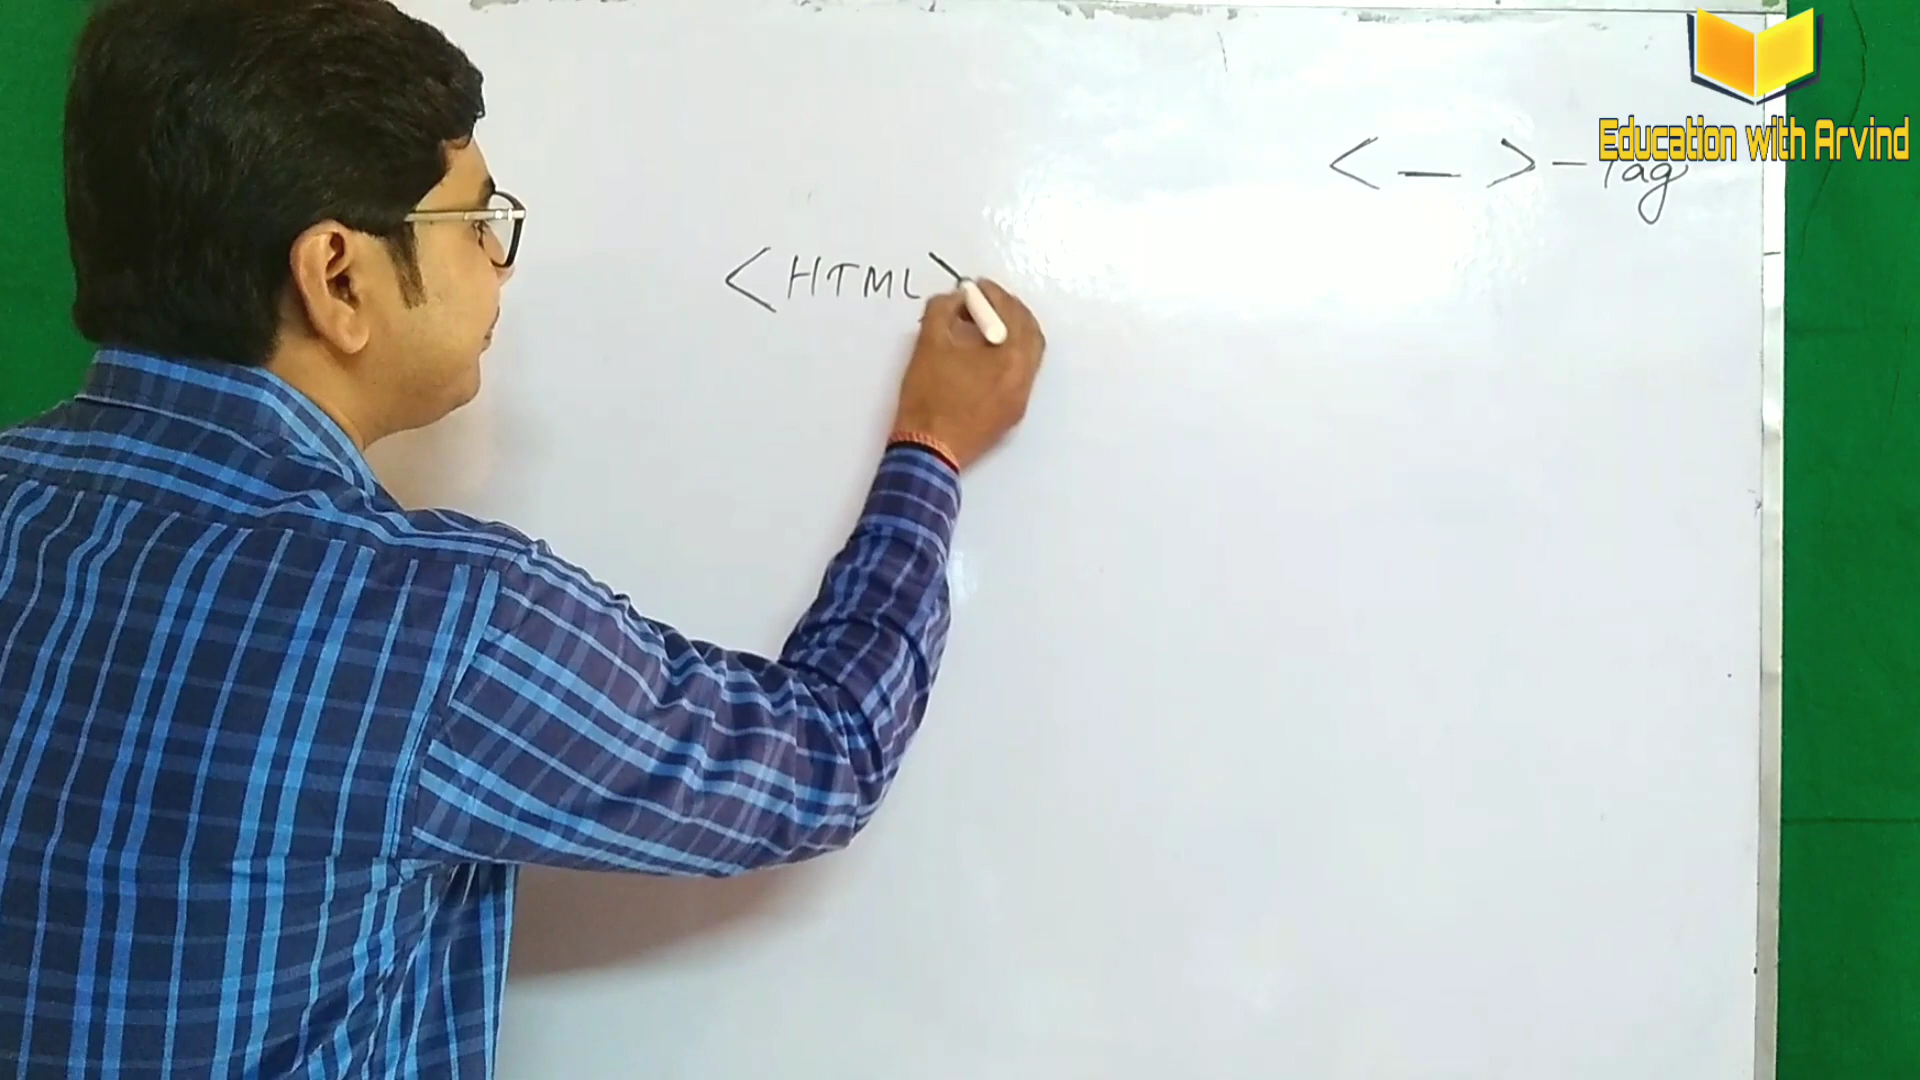 Education with Arvind
< _ > - Tag
<HTML>